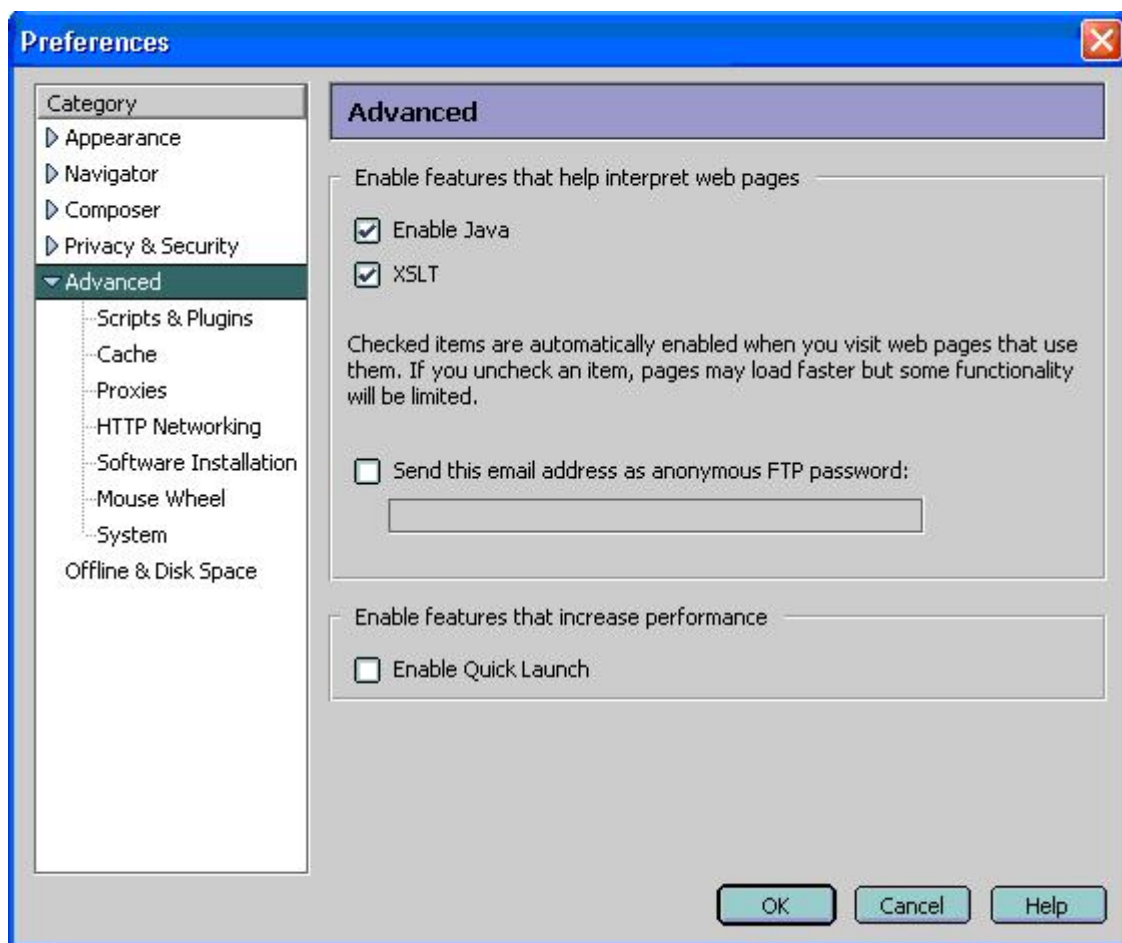 Preferences
Category
Appearance
Navigator
Composer
Privacy & Security
Advanced
Scripts & Plugins
Cache
Proxies
HTTP Networking
Software Installation
Mouse Wheel
System
Offline & Disk Space
Advanced
Enable features that help interpret web pages
Enable Java
XSLT
Checked items are automatically enabled when you visit web pages that use
them. If you uncheck an item, pages may load faster but some functionality
will be limited.
Send this email address as anonymous FTP password:
Enable features that increase performance
Enable Quick Launch
OK
Cancel
Help